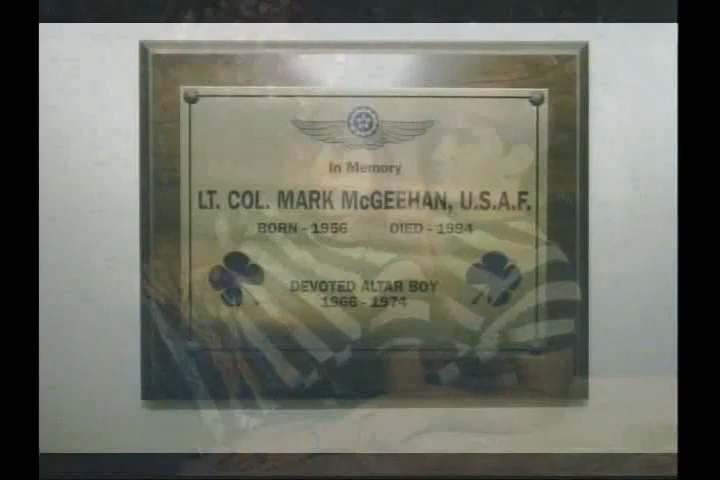 In Memory
LT. COL. MARK McGEEHAN, U.S.A.F.
BORN - 1956 DIED - 1994
DEVOTED ALTAR BOY
1966 - 1974